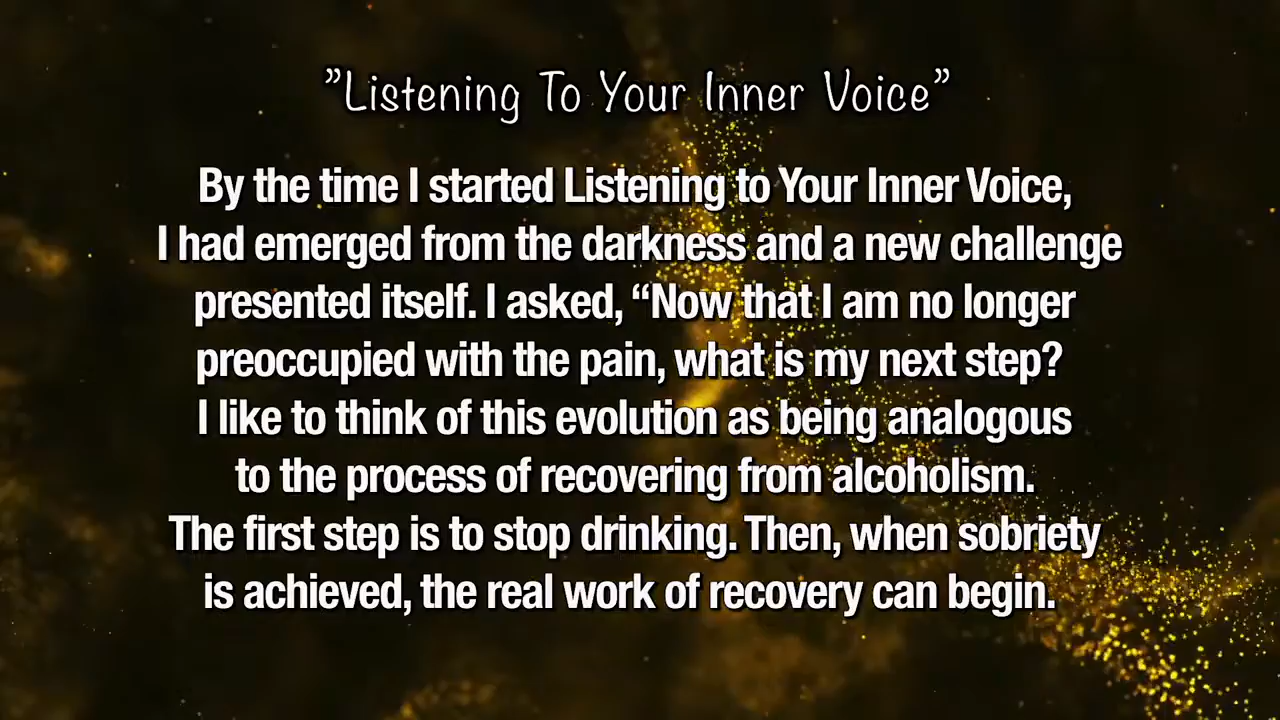 ”Listening To Your Inner Voice”
By the time I started Listening to Your Inner Voice,
I had emerged from the darkness and a new challenge
presented itself. I asked, “Now that I am no longer
preoccupied with the pain, what is my next step?
I like to think of this evolution as being analogous
to the process of recovering from alcoholism.
The first step is to stop drinking. Then, when sobriety
is achieved, the real work of recovery can begin.